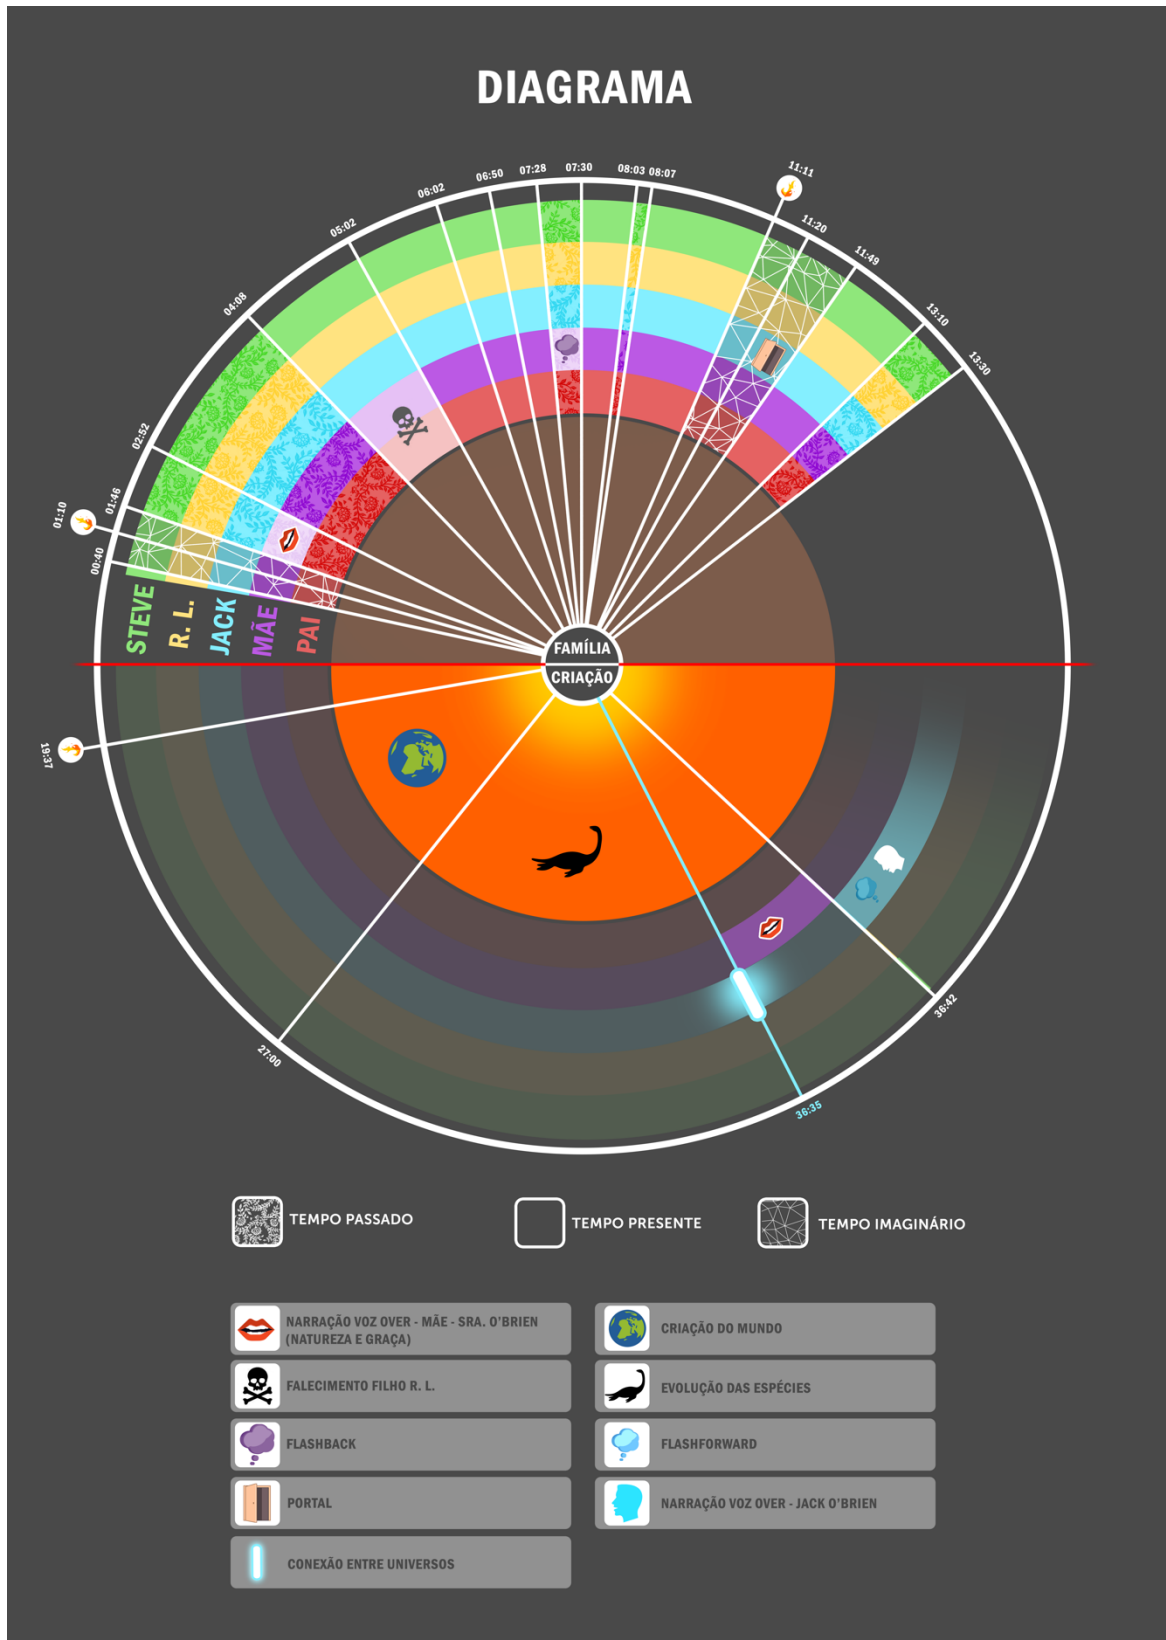 DIAGRAMA
00:40
01:10
01:46
02:52
04:08
05:02
06:02
06:50
07:28
07:30
08:03
08:07
11:11
11:20
11:49
13:10
13:30
STEVE
R. L.
JACK
MÃE
PAI
FAMÍLIA
CRIAÇÃO
19:37
27:00
36:35
36:42
TEMPO PASSADO
TEMPO PRESENTE
TEMPO IMAGINÁRIO
NARRAÇÃO VOZ OVER - MÃE - SRA. O'BRIEN
(NATUREZA E GRAÇA)
FALECIMENTO FILHO R. L.
FLASHBACK
PORTAL
CONEXÃO ENTRE UNIVERSOS
CRIAÇÃO DO MUNDO
EVOLUÇÃO DAS ESPÉCIES
FLASHFORWARD
NARRAÇÃO VOZ OVER - JACK O'BRIEN